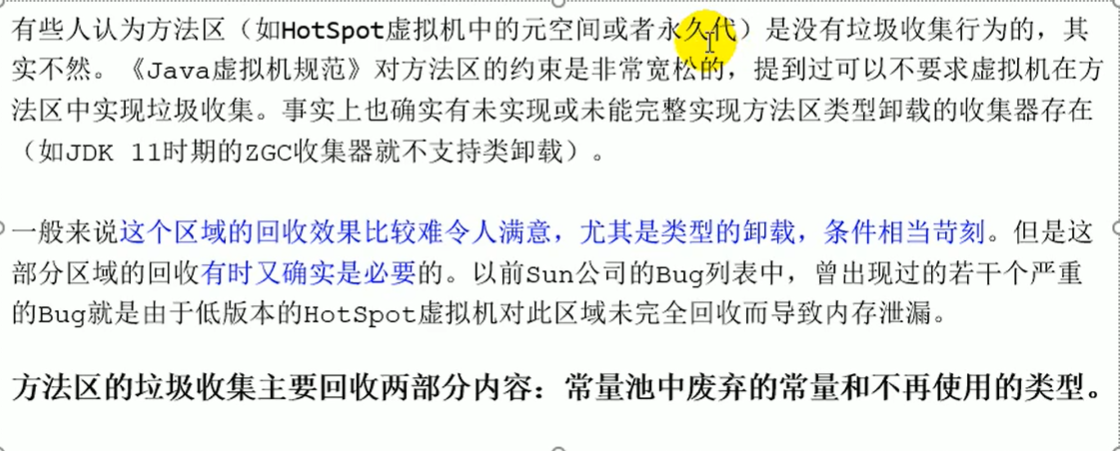 有些人认为方法区（如HotSpot虚拟机中的元空间或者永久代）是没有垃圾收集行为的，其
实不然。《Java虚拟机规范》对方法区的约束是非常宽松的，提到过可以不要求虚拟机在方
法区中实现垃圾收集。事实上也确实有未实现或未能完整实现方法区类型卸载的收集器存在
（如JDK 11时期的ZGC收集器就不支持类卸载）。
一般来说这个区域的回收效果比较难令人满意，尤其是类型的卸载，条件相当苛刻。但是这
部分区域的回收有时又确实是必要的。以前Sun公司的Bug列表中，曾出现过的若干个严重
的Bug就是由于低版本的HotSpot虚拟机对此区域未完全回收而导致内存泄漏。
方法区的垃圾收集主要回收两部分内容：常量池中废弃的常量和不再使用的类型。